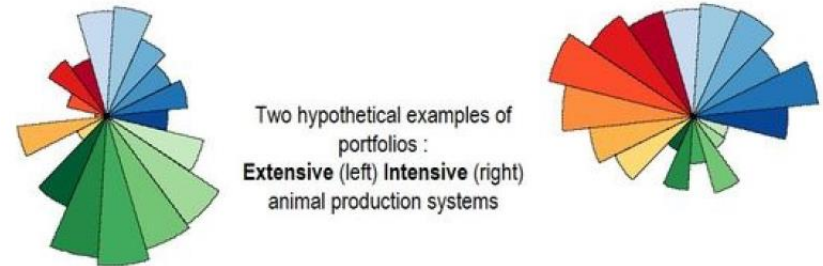 Two hypothetical examples of
portfolios :
Extensive (left) Intensive (right)
animal production systems